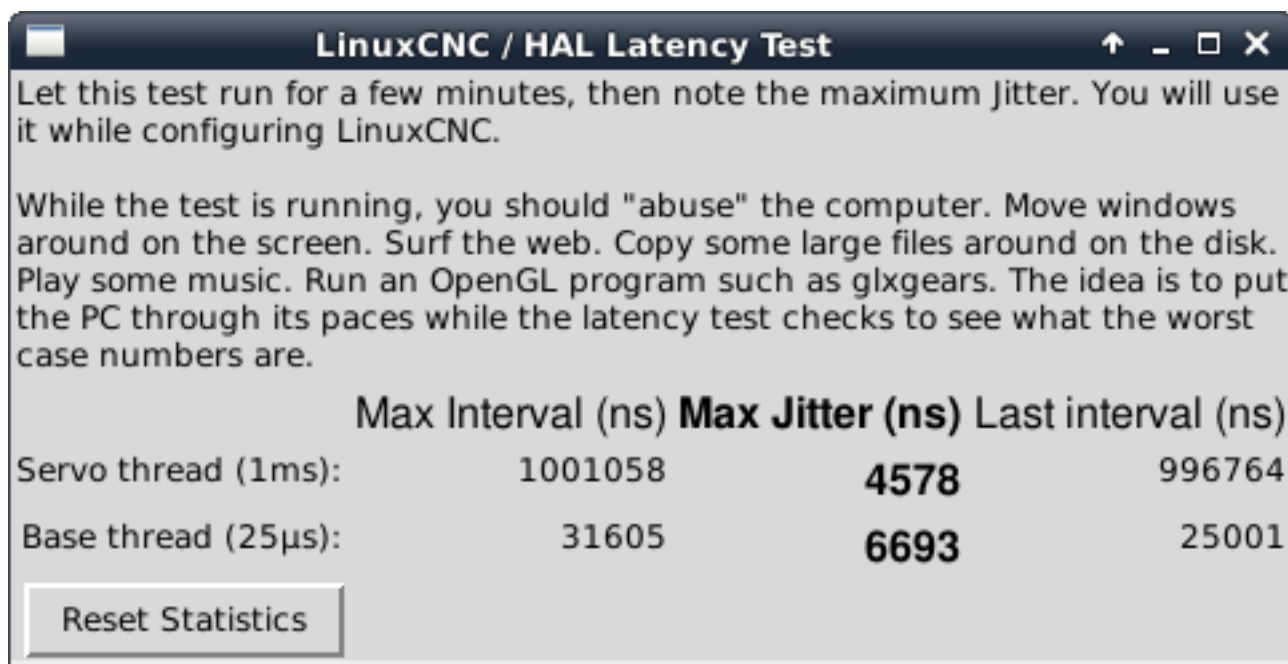 LinuxCNC / HAL Latency Test
Let this test run for a few minutes, then note the maximum Jitter. You will use
it while configuring LinuxCNC.
While the test is running, you should "abuse" the computer. Move windows
around on the screen. Surf the web. Copy some large files around on the disk.
Play some music. Run an OpenGL program such as glxgears. The idea is to put
the PC through its paces while the latency test checks to see what the worst
case numbers are.
Max Interval (ns) Max Jitter (ns) Last interval (ns)
Servo thread (1ms): 1001058 4578 996764
Base thread (25µs): 31605 6693 25001
Reset Statistics